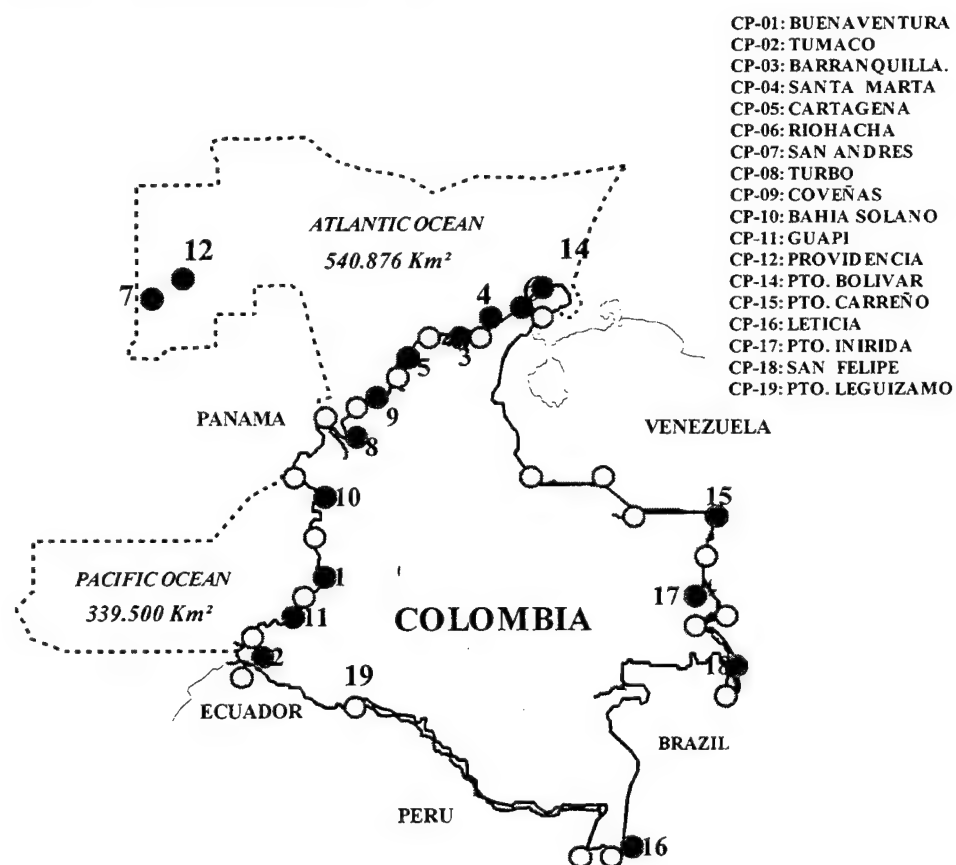 CP-01: BUENAVENTURA
CP-02: TUMACO
CP-03: BARRANQUILLA.
CP-04: SANTA MARTA
CP-05: CARTAGENA
CP-06: RIOHACHA
CP-07: SAN ANDRES
CP-08: TURBO
CP-09: COVEÑAS
CP-10: BAHIA SOLANO
CP-11: GUAPI
CP-12: PROVIDENCIA
CP-14: PTO. BOLIVAR
CP-15: PTO. CARREÑO
CP-16: LETICIA
CP-17: PTO. INIRIDA
CP-18: SAN FELIPE
CP-19: PTO. LEGUIZAMO
ATLANTIC OCEAN
540.876 Km²
12
14
7
4
3
5
9
PANAMA
8
VENEZUELA
10
15
PACIFIC OCEAN
339.500 Km²
1
17
11
COLOMBIA
2
18
19
ECUADOR
BRAZIL
PERU
16